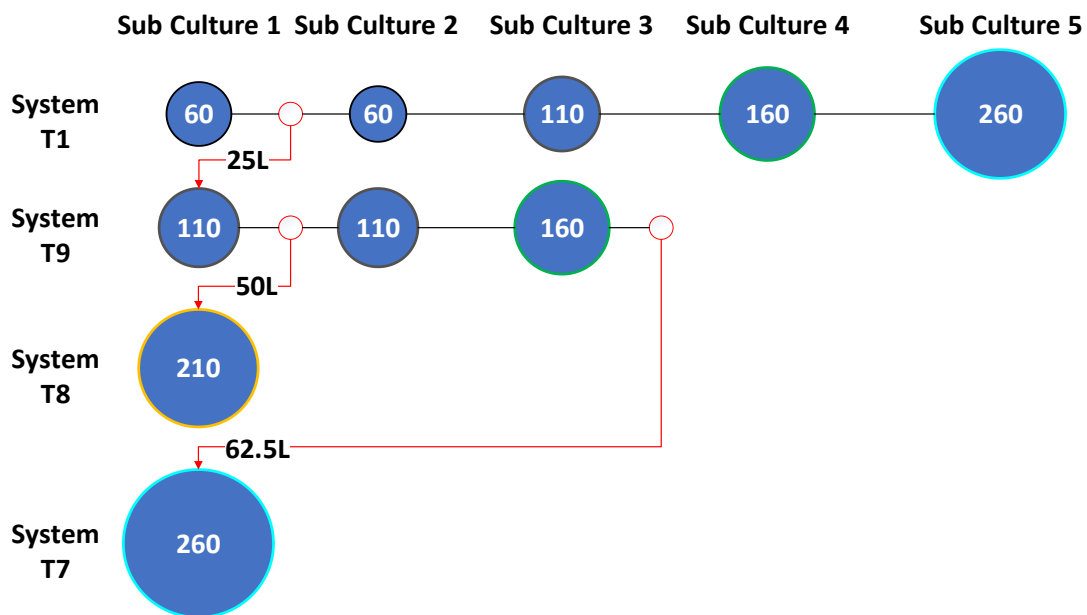 Sub Culture 1 Sub Culture 2 Sub Culture 3 Sub Culture 4 Sub Culture 5
System
T1
60 60 110 160 260
25L
System
T9
110 110 160
50L
System
T8
210
62.5L
System
T7
260